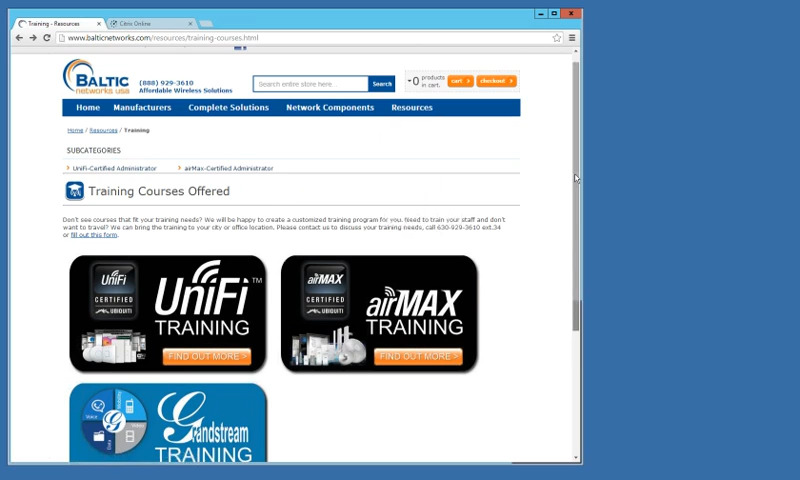 Training - Resources
Citrix Online
www.balticnetworks.com/resources/training-courses.html
BALTIC
networks usa
(888) 929-3610
Affordable Wireless Solutions
Search entire store here...
Search
0 products in cart.
cart >
checkout >
Home Manufacturers Complete Solutions Network Components Resources
Home / Resources / Training
SUBCATEGORIES
UniFi-Certified Administrator airMax-Certified Administrator
Training Courses Offered
Don't see courses that fit your training needs? We will be happy to create a customized training program for you. Need to train your staff and don't
want to travel? We can bring the training to your city or office location. Please contact us to discuss your training needs, call 630-929-3610 ext.34
or fill out this form.
UniFi
CERTIFIED
UBIQUITI
UniFi™
TRAINING
FIND OUT MORE >
airMAX
CERTIFIED
UBIQUITI
airMAX
TRAINING
FIND OUT MORE >
Voice
Data
G
Grandstream
TRAINING